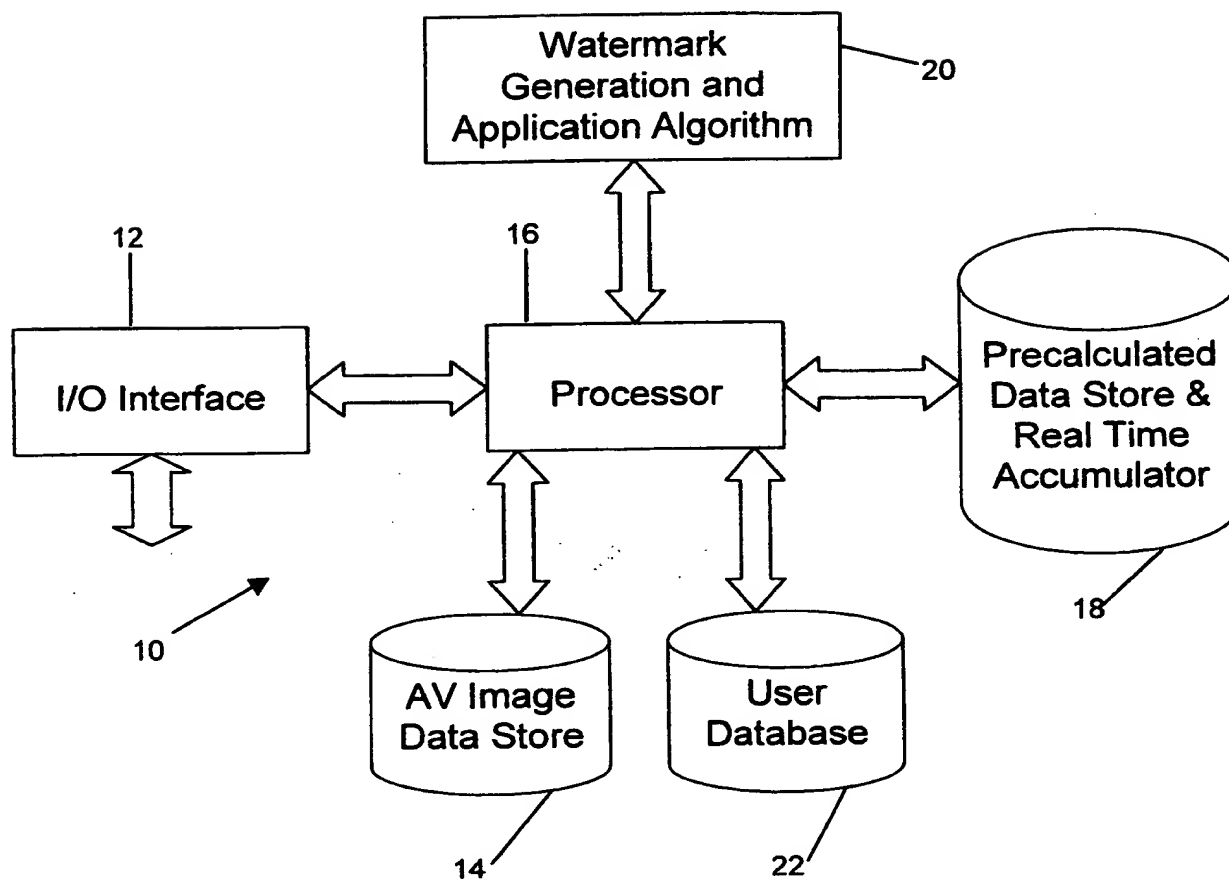 Watermark
Generation and
Application Algorithm
20
12
16
I/O Interface
Processor
Precalculated
Data Store &
Real Time
Accumulator
18
10
AV Image
Data Store
User
Database
14
22